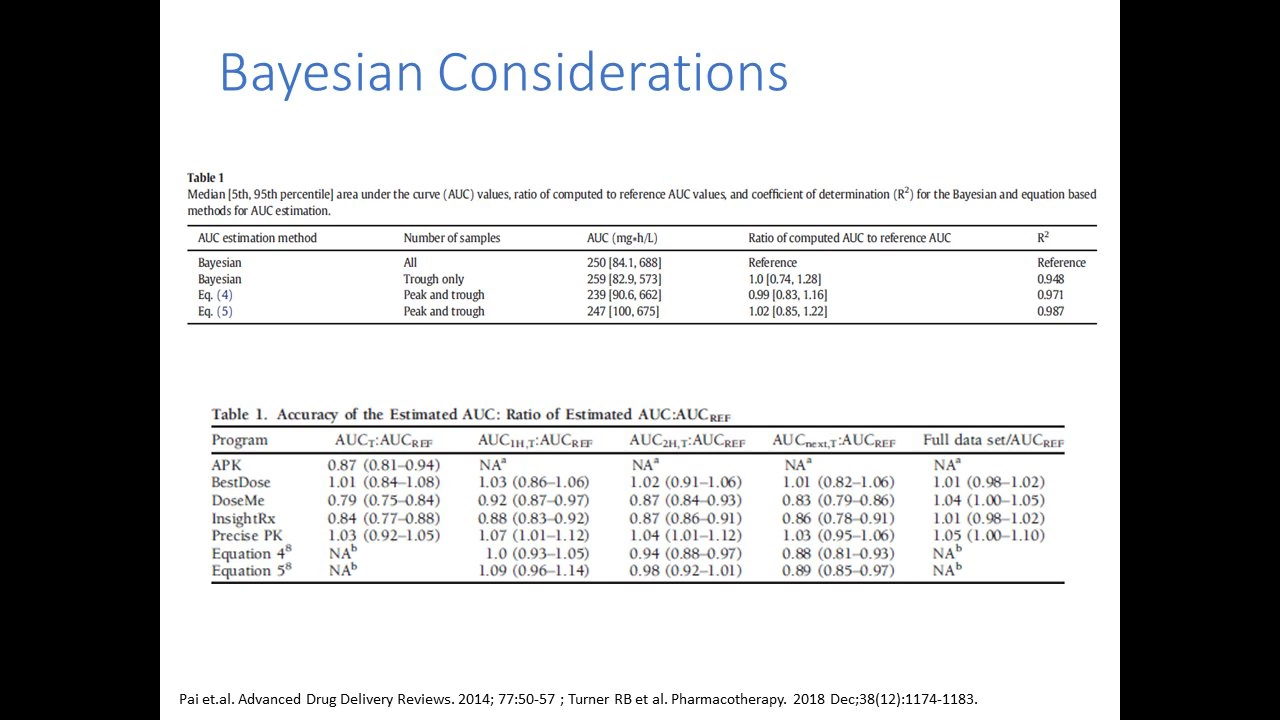 Bayesian Considerations
Table 1
Median [5th, 95th percentile] area under the curve (AUC) values, ratio of computed to reference AUC values, and coefficient of determination (R²) for the Bayesian and equation based
methods for AUC estimation.
AUC estimation method Number of samples AUC (mg∗h/L) Ratio of computed AUC to reference AUC R²
Bayesian All 250 [84.1, 688] Reference Reference
Bayesian Trough only 259 [82.9, 573] 1.0 [0.74, 1.28] 0.948
Eq. (4) Peak and trough 239 [90.6, 662] 0.99 [0.83, 1.16] 0.971
Eq. (5) Peak and trough 247 [100, 675] 1.02 [0.85, 1.22] 0.987
Table 1. Accuracy of the Estimated AUC: Ratio of Estimated AUC:AUCREF
Program AUCT:AUCREF AUC1H,T:AUCREF AUC2H,T:AUCREF AUCnext,T:AUCREF Full data set/AUCREF
APK 0.87 (0.81–0.94) NAᵃ NAᵃ NAᵃ NAᵃ
BestDose 1.01 (0.84–1.08) 1.03 (0.86–1.06) 1.02 (0.91–1.06) 1.01 (0.82–1.06) 1.01 (0.98–1.02)
DoseMe 0.79 (0.75–0.84) 0.92 (0.87–0.97) 0.87 (0.84–0.93) 0.83 (0.79–0.86) 1.04 (1.00–1.05)
InsightRx 0.84 (0.77–0.88) 0.88 (0.83–0.92) 0.87 (0.86–0.91) 0.86 (0.78–0.91) 1.01 (0.98–1.02)
Precise PK 1.03 (0.92–1.05) 1.07 (1.01–1.12) 1.04 (1.01–1.12) 1.03 (0.95–1.06) 1.05 (1.00–1.10)
Equation 4⁸ NAᵇ 1.0 (0.93–1.05) 0.94 (0.88–0.97) 0.88 (0.81–0.93) NAᵇ
Equation 5⁸ NAᵇ 1.09 (0.96–1.14) 0.98 (0.92–1.01) 0.89 (0.85–0.97) NAᵇ
Pai et.al. Advanced Drug Delivery Reviews. 2014; 77:50-57 ; Turner RB et al. Pharmacotherapy. 2018 Dec;38(12):1174-1183.